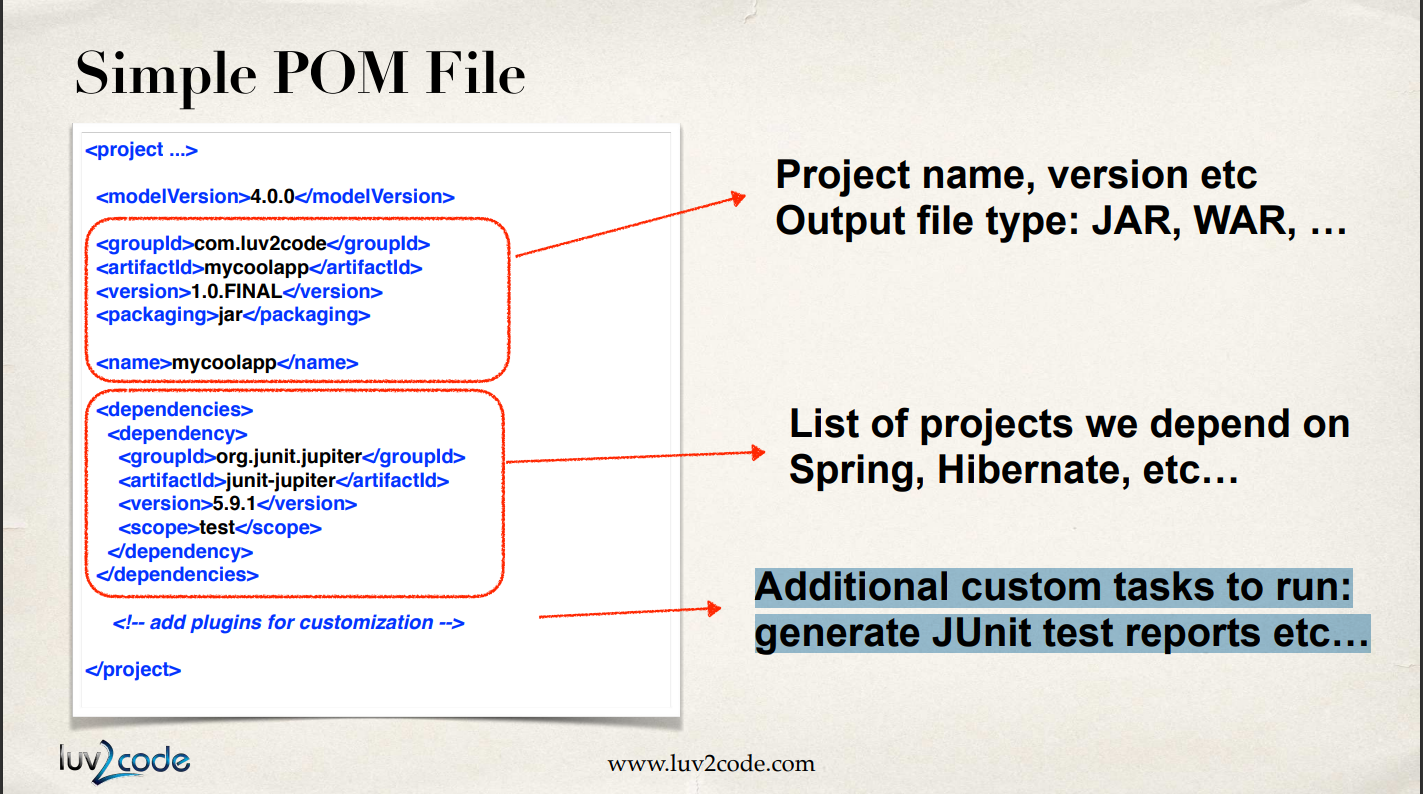 Simple POM File
<project ...>
<modelVersion>4.0.0</modelVersion>
<groupId>com.luv2code</groupId>
<artifactId>mycoolapp</artifactId>
<version>1.0.FINAL</version>
<packaging>jar</packaging>
<name>mycoolapp</name>
<dependencies>
<dependency>
<groupId>org.junit.jupiter</groupId>
<artifactId>junit-jupiter</artifactId>
<version>5.9.1</version>
<scope>test</scope>
</dependency>
</dependencies>
<!-- add plugins for customization -->
</project>
Project name, version etc
Output file type: JAR, WAR, …
List of projects we depend on
Spring, Hibernate, etc…
Additional custom tasks to run:
generate JUnit test reports etc…
luv2code
www.luv2code.com